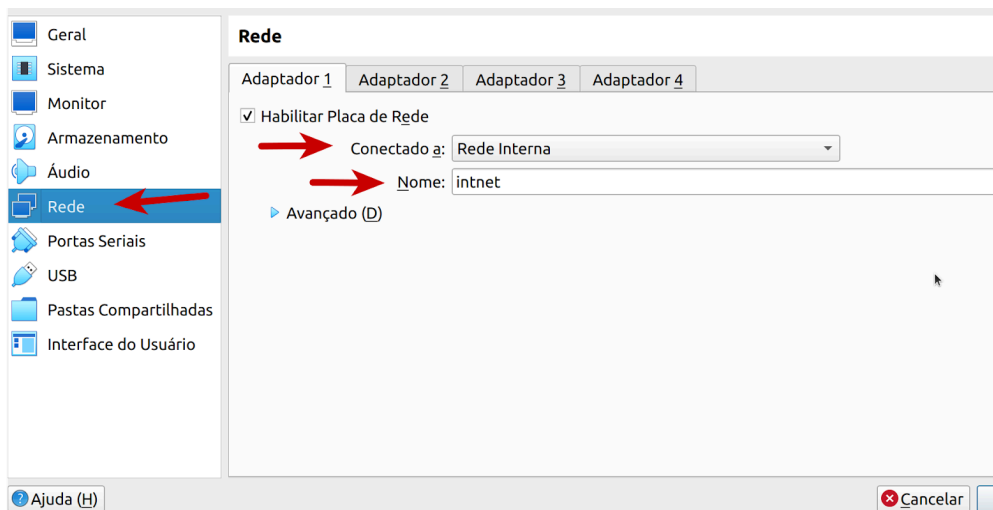 Geral
Sistema
Monitor
Armazenamento
Áudio
Rede
Portas Seriais
USB
Pastas Compartilhadas
Interface do Usuário
Rede
Adaptador 1 Adaptador 2 Adaptador 3 Adaptador 4
Habilitar Placa de Rede
Conectado a: Rede Interna
Nome: intnet
Avançado (D)
Ajuda (H) Cancelar